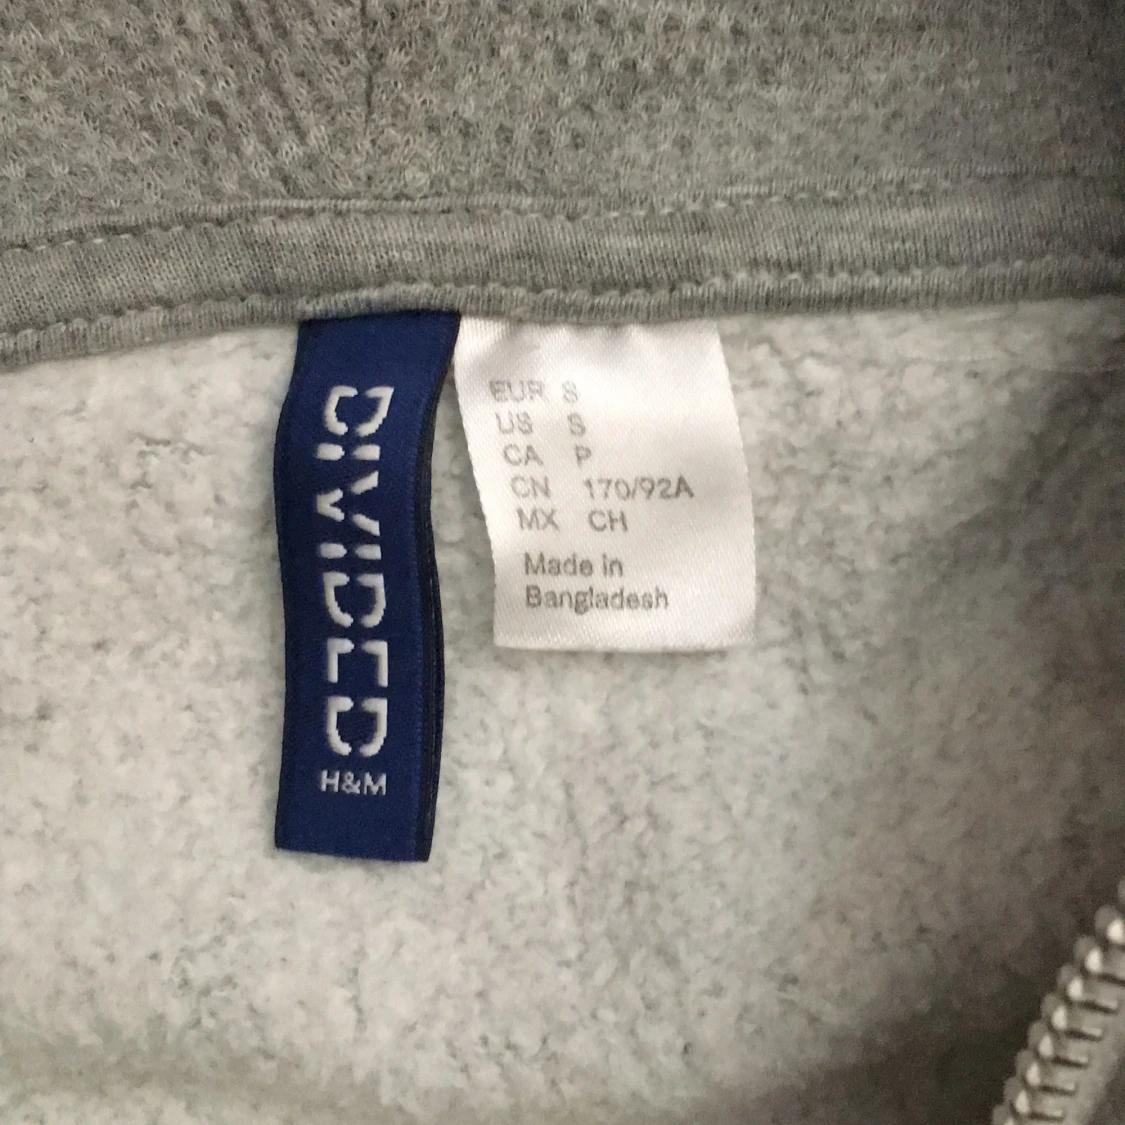 DIVIDED
H&M
EUR S
US S
CA P
CN 170/92A
MX CH
Made in
Bangladesh